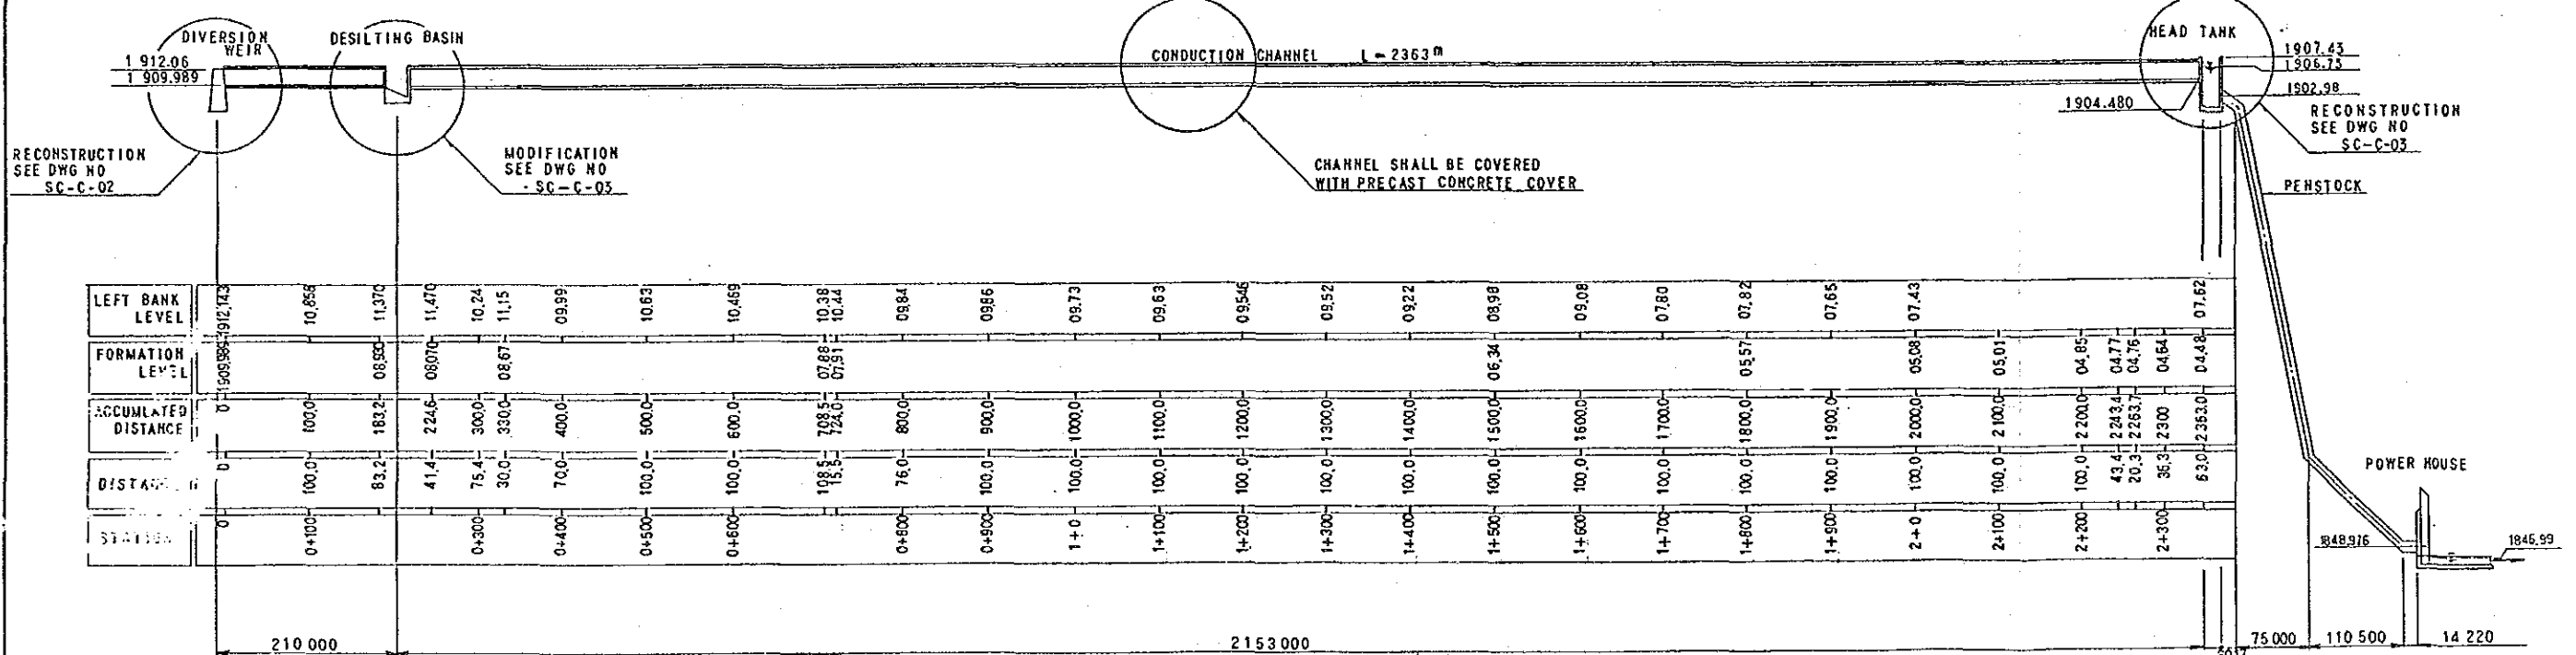 DIVERSION
WEIR
DESILTING BASIN
1 912.06
1 909.989
CONDUCTION CHANNEL L=2363m
HEAD TANK
1907.43
1906.75
1902.98
1904.480
RECONSTRUCTION
SEE DWG NO
SC-C-02
MODIFICATION
SEE DWG NO
SC-C-03
CHANNEL SHALL BE COVERED
WITH PRECAST CONCRETE COVER
RECONSTRUCTION
SEE DWG NO
SC-C-03
PENSTOCK
LEFT BANK LEVEL 1912,143 10,858 11,370 11,470 10,24 11,15 09,99 10,63 10,469 10,38 10,44 09,84 09,86 09,73 09,63 09,546 09,52 09,22 08,98 09,08 07,80 07,82 07,65 07,43 07,62
FORMATION LEVEL 1909,989 08,930 08,070 08,67 07,88 07,91 06,34 05,57 05,08 05,01 04,85 04,77 04,76 04,64 04,48
ACCUMLATED DISTANCE 0 100,0 183,2 224,6 300,0 330,0 400,0 500,0 600,0 708,5 724,0 800,0 900,0 1000,0 1100,0 1200,0 1300,0 1400,0 1500,0 1600,0 1700,0 1800,0 1900,0 2000,0 2100,0 2200,0 2243,4 2263,7 2300 2363,0
0 100,0 83,2 41,4 75,4 30,0 70,0 100,0 100,0 108,5 15,5 76,0 100,0 100,0 100,0 100,0 100,0 100,0 100,0 100,0 100,0 100,0 100,0 100,0 100,0 100,0 43,4 20,3 36,3 63,0
STATION 0 0+100 0+300 0+400 0+500 0+600 0+800 0+900 1+0 1+100 1+200 1+300 1+400 1+500 1+600 1+700 1+800 1+900 2+0 2+100 2+200 2+300
POWER HOUSE
1848,976
1846.99
210 000
2153 000
75 000
110 500
14 220